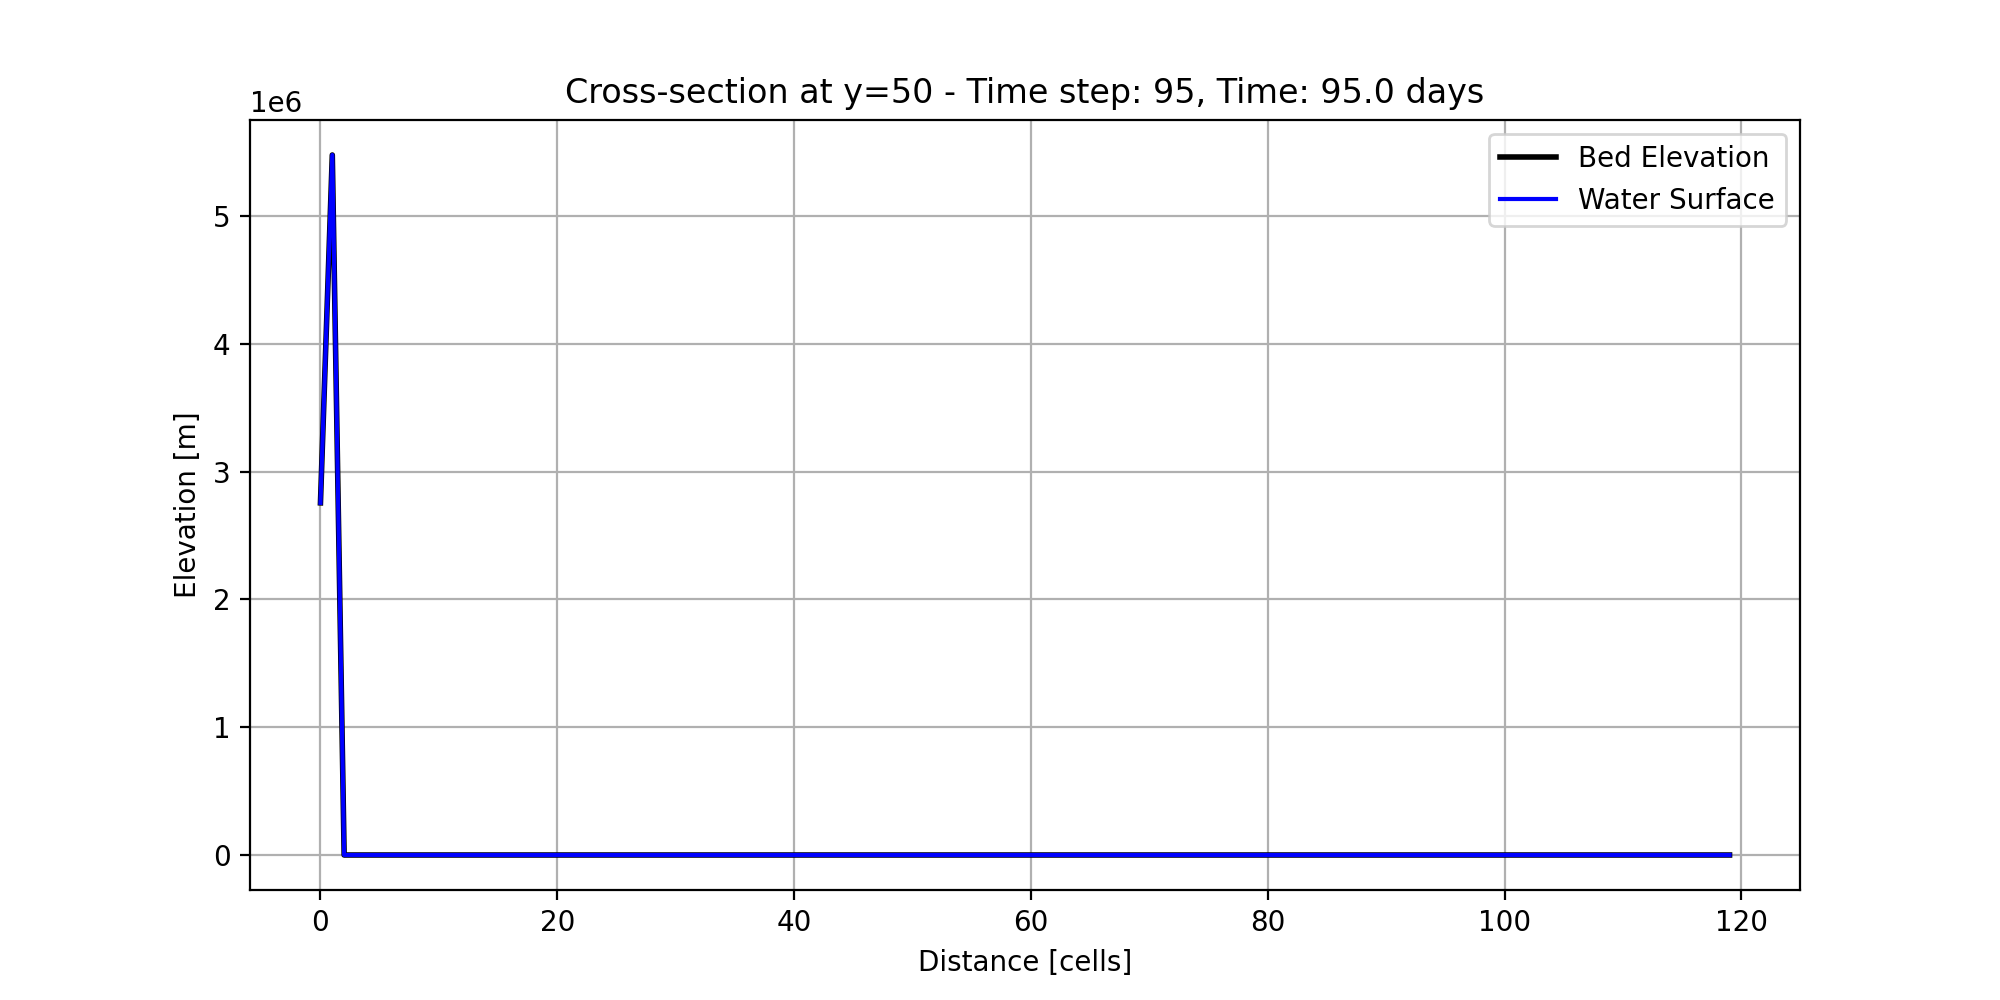 Cross-section at y=50 - Time step: 95, Time: 95.0 days
1e6
Bed Elevation
Water Surface
5
4
3
2
1
0
Elevation [m]
0 20 40 60 80 100 120
Distance [cells]